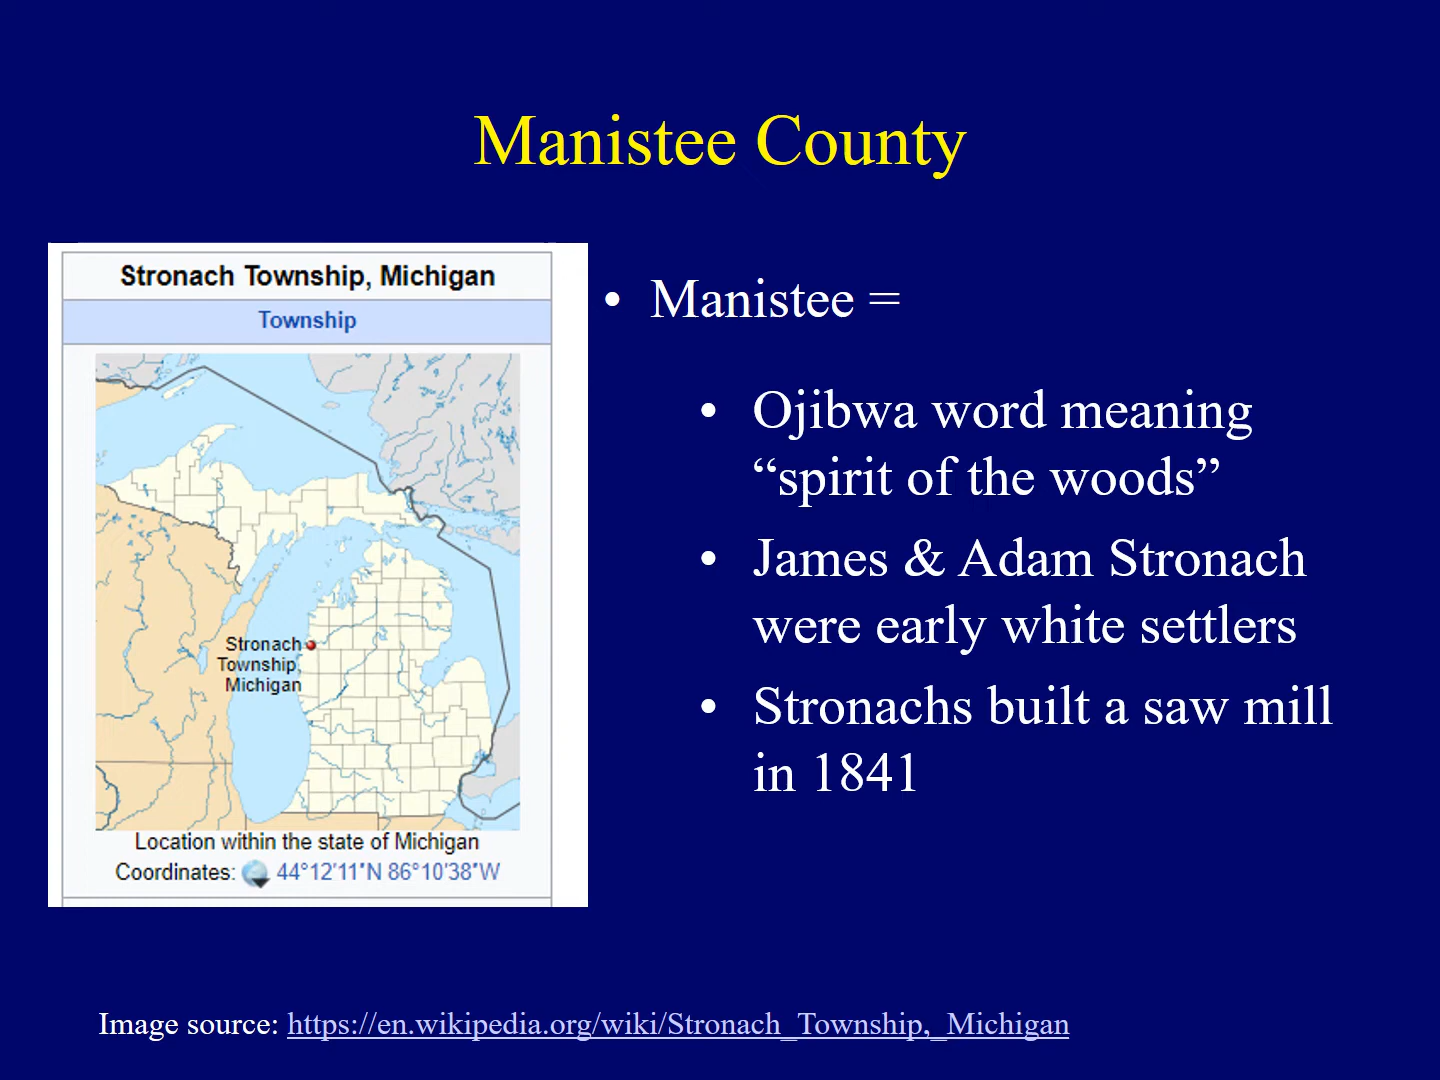 Manistee County
Stronach Township, Michigan
Township
Stronach
Township,
Michigan
Location within the state of Michigan
Coordinates: 44°12′11″N 86°10′38″W
• Manistee =
• Ojibwa word meaning
“spirit of the woods”
• James & Adam Stronach
were early white settlers
• Stronachs built a saw mill
in 1841
Image source: https://en.wikipedia.org/wiki/Stronach_Township,_Michigan